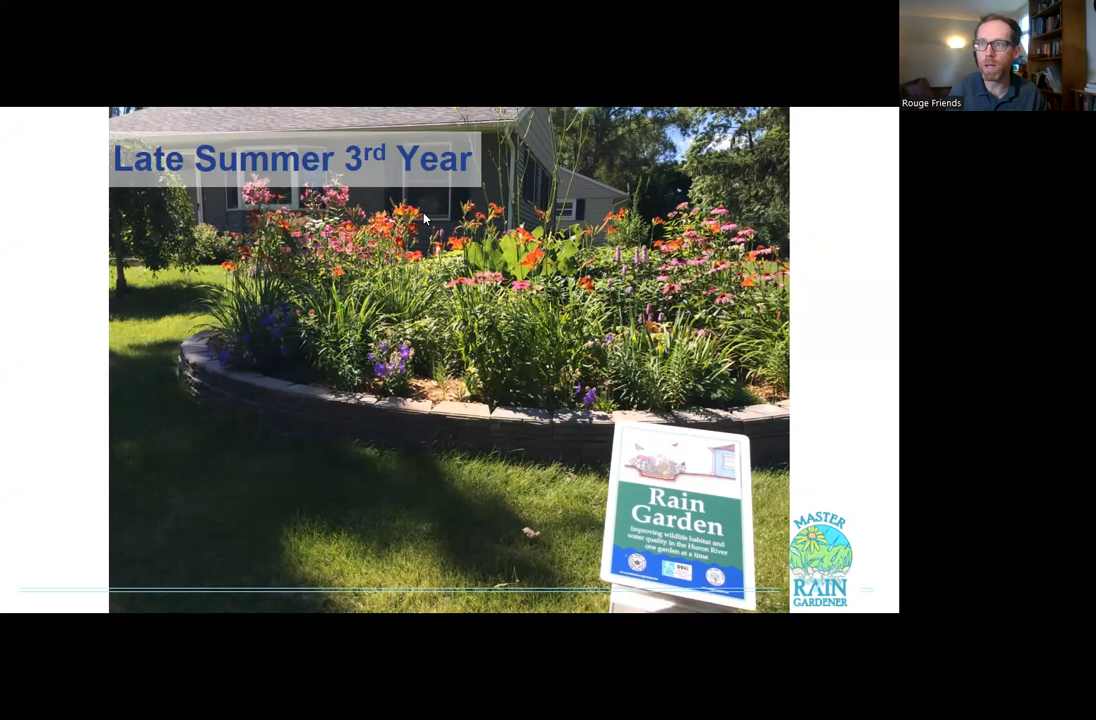 Rouge Friends
Late Summer 3rd Year
Rain
Garden
Improving wildlife habitat and
water quality in the Huron River
one garden at a time
MASTER
RAIN
GARDENER